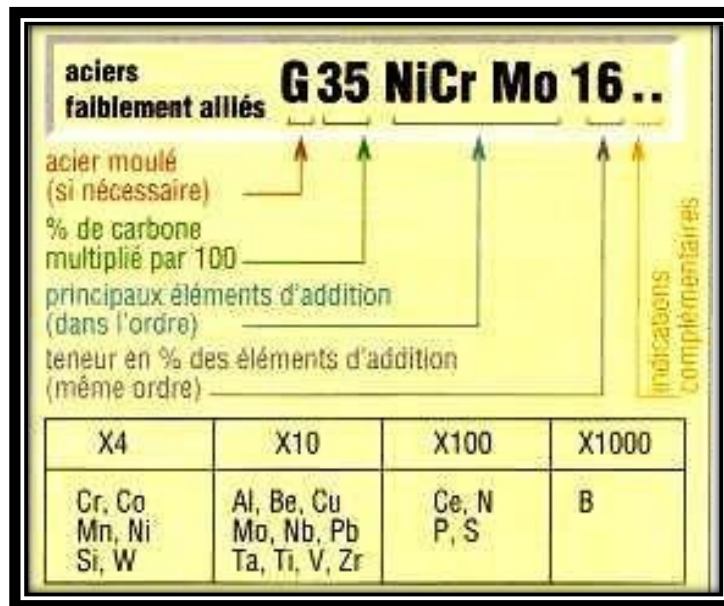 aciers
faiblement alliés
G 35 NiCr Mo 16 ..
acier moulé
(si nécessaire)
% de carbone
multiplié par 100
principaux éléments d'addition
(dans l'ordre)
teneur en % des éléments d'addition
(même ordre)
indications
complémentaires
X4 X10 X100 X1000
Cr, Co Al, Be, Cu Ce, N B
Mn, Ni Mo, Nb, Pb P, S
Si, W Ta, Ti, V, Zr